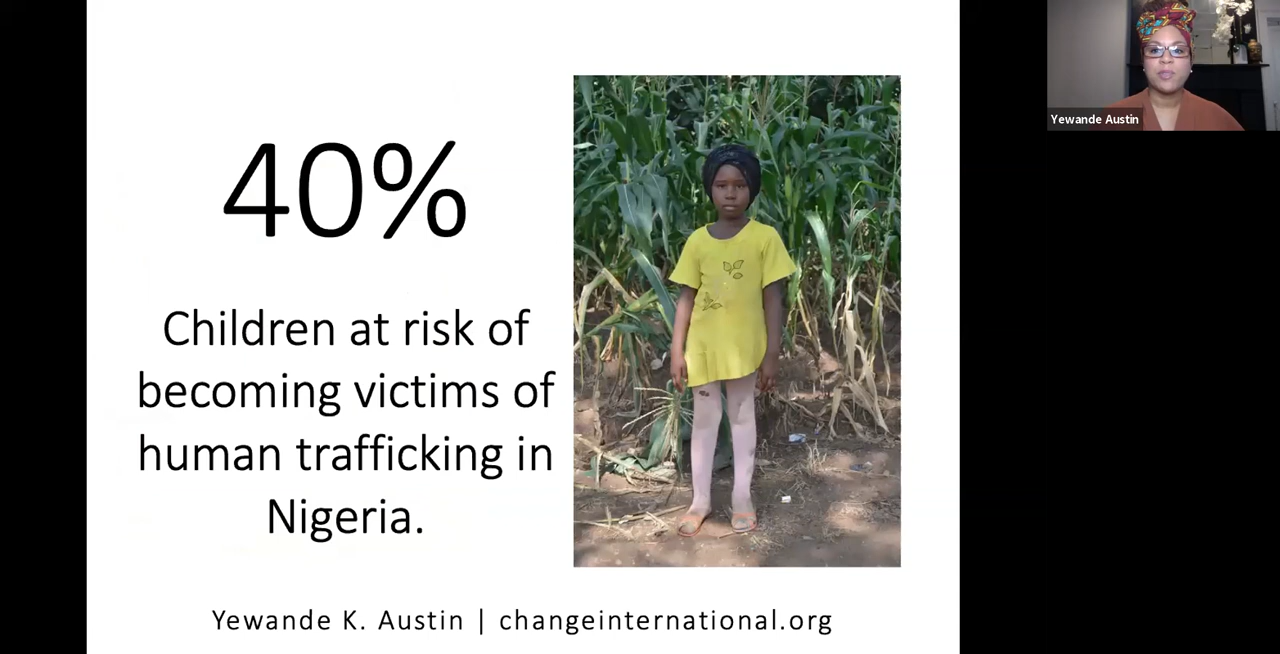 40%
Children at risk of
becoming victims of
human trafficking in
Nigeria.
Yewande K. Austin | changeinternational.org
Yewande Austin